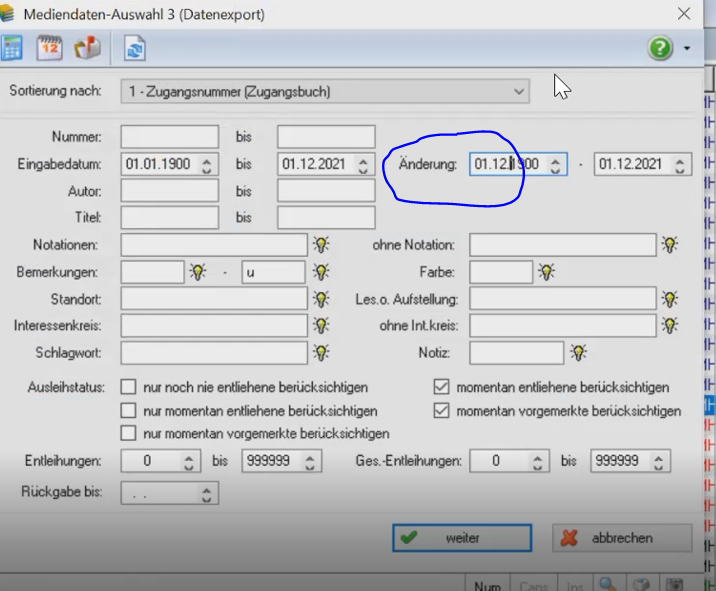 Mediendaten-Auswahl 3 (Datenexport)
12
Sortierung nach: 1 - Zugangsnummer (Zugangsbuch)
Nummer: bis
Eingabedatum: 01.01.1900 bis 01.12.2021 Änderung: 01.12.1900 - 01.12.2021
Autor: bis
Titel: bis
Notationen: ohne Notation:
Bemerkungen: - u Farbe:
Standort: Les.o. Aufstellung:
Interessenkreis: ohne Int.kreis:
Schlagwort: Notiz:
Ausleihstatus: nur noch nie entliehene berücksichtigen momentan entliehene berücksichtigen
nur momentan entliehene berücksichtigen momentan vorgemerkte berücksichtigen
nur momentan vorgemerkte berücksichtigen
Entleihungen: 0 bis 999999 Ges.-Entleihungen: 0 bis 999999
Rückgabe bis: . .
weiter abbrechen
Num Caps Ins